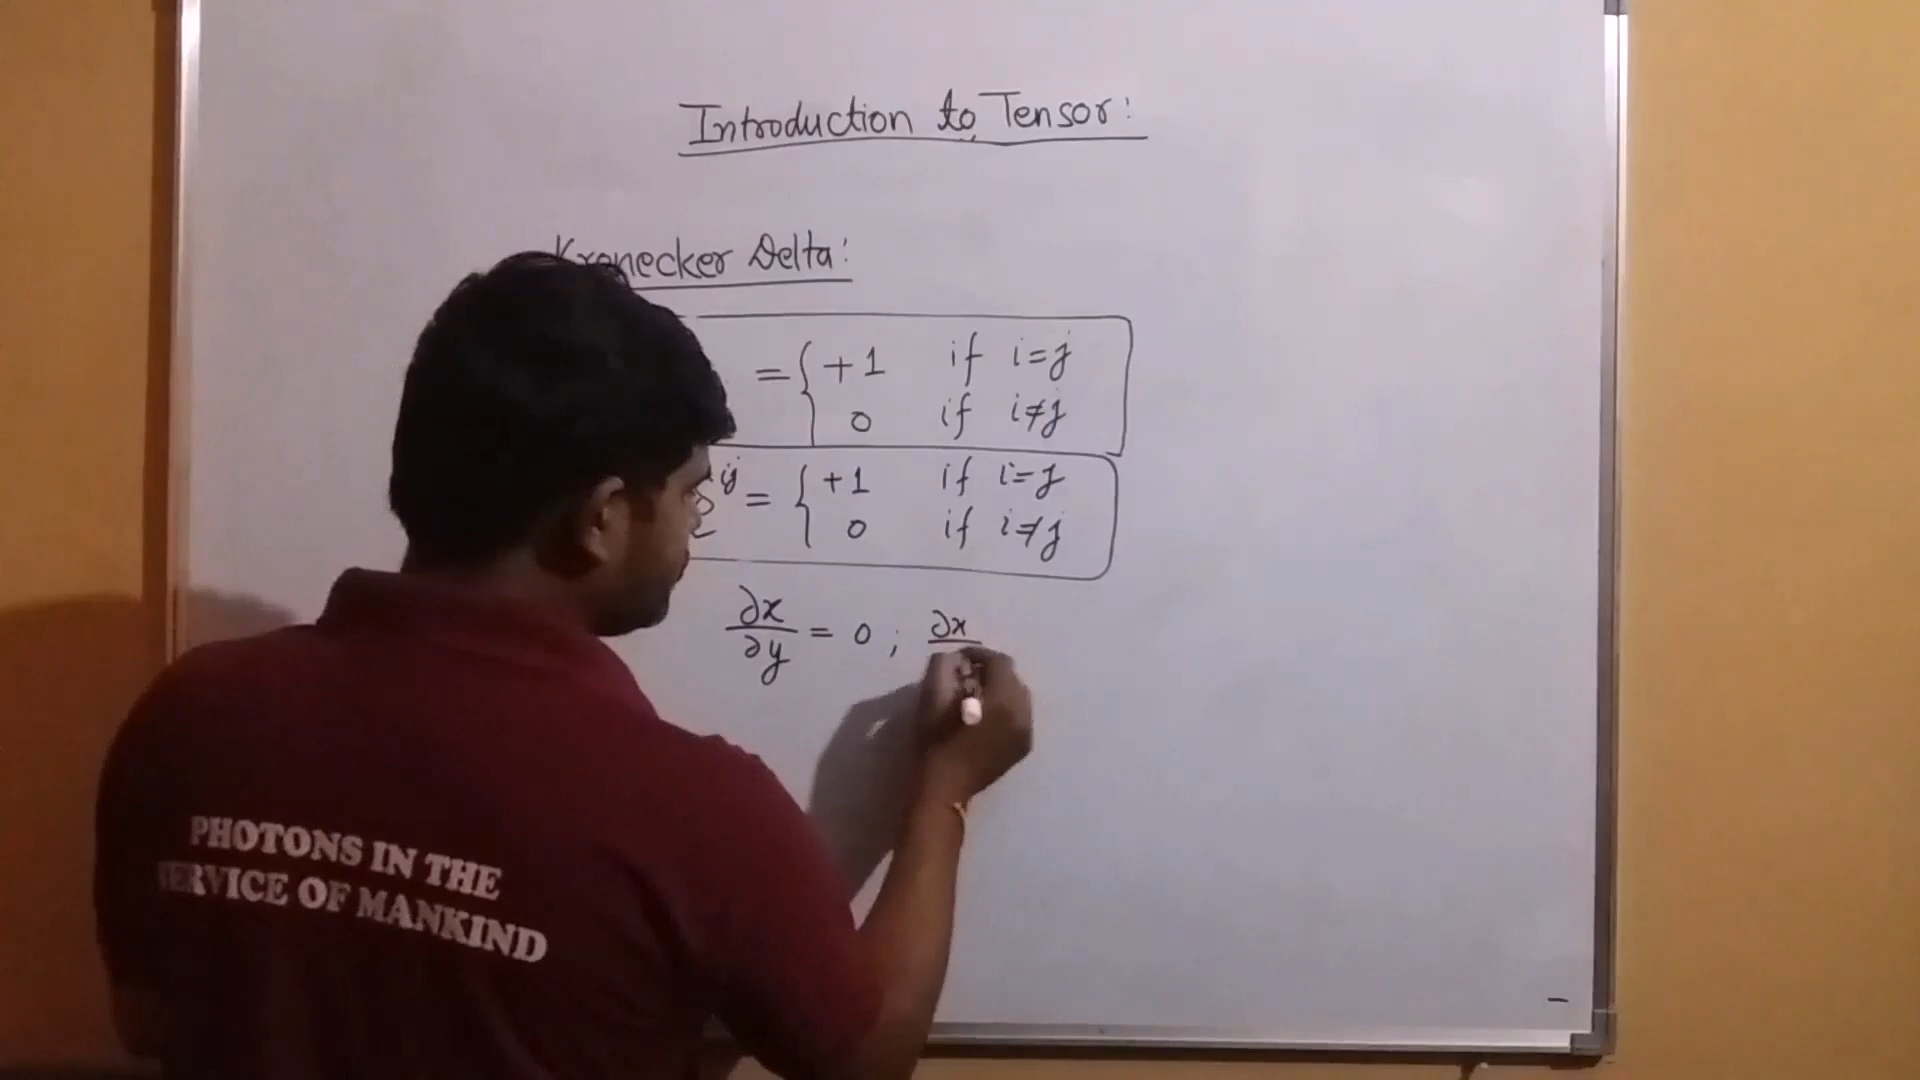 Introduction to Tensor:
Kronecker Delta:
= { +1 if i=j
0 if i≠j
ij = { +1 if i=j
0 if i≠j
∂x/∂y = 0 ; ∂x
PHOTONS IN THE
SERVICE OF MANKIND